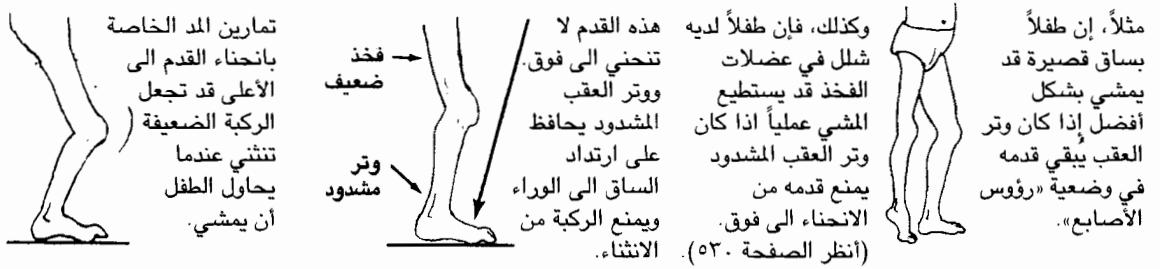 مثلاً، إن طفلاً
بساق قصيرة قد
يمشي بشكل
أفضل إذا كان وتر
العقب يُبقي قدمه
في وضعية «رؤوس
الأصابع».
وكذلك، فإن طفلاً لديه
شلل في عضلات
الفخذ قد يستطيع
المشي عملياً اذا كان
وتر العقب المشدود
يمنع قدمه من
الانحناء الى فوق.
(أنظر الصفحة ٥٣٠).
هذه القدم لا
تنحني الى فوق.
ووتر العقب
المشدود يحافظ
على ارتداد
الساق الى الوراء
ويمنع الركبة من
الانثناء.
فخذ
ضعيف
وتر
مشدود
تمارين المد الخاصة
بانحناء القدم الى
الأعلى قد تجعل
الركبة الضعيفة
تنثني عندما
يحاول الطفل
أن يمشي.